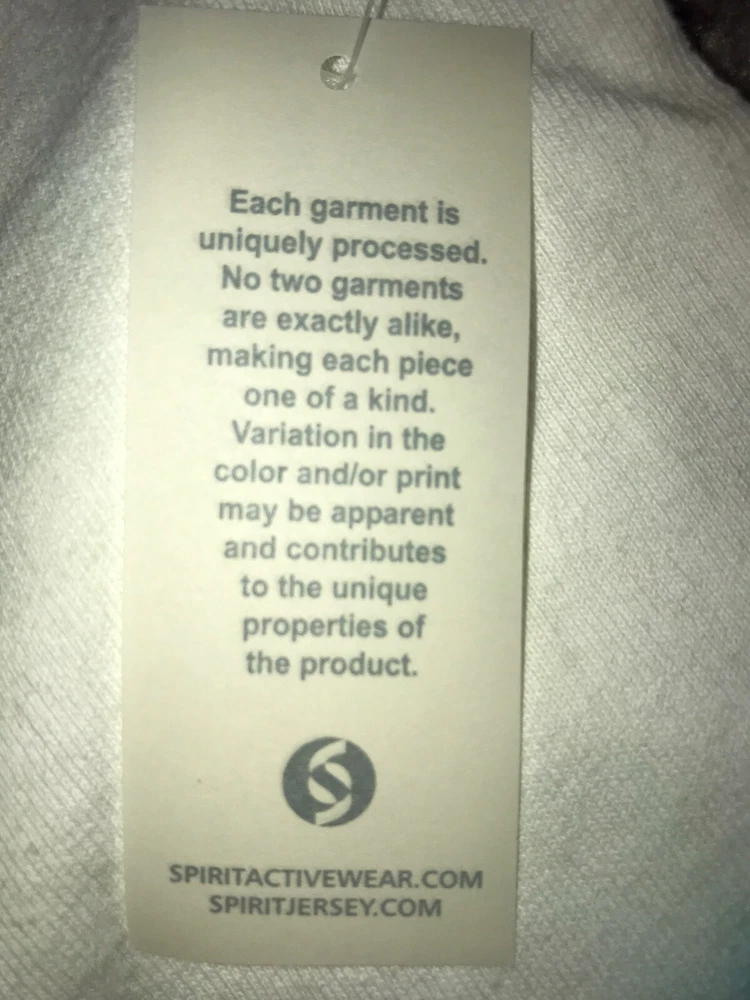 Each garment is
uniquely processed.
No two garments
are exactly alike,
making each piece
one of a kind.
Variation in the
color and/or print
may be apparent
and contributes
to the unique
properties of
the product.
SPIRITACTIVEWEAR.COM
SPIRITJERSEY.COM